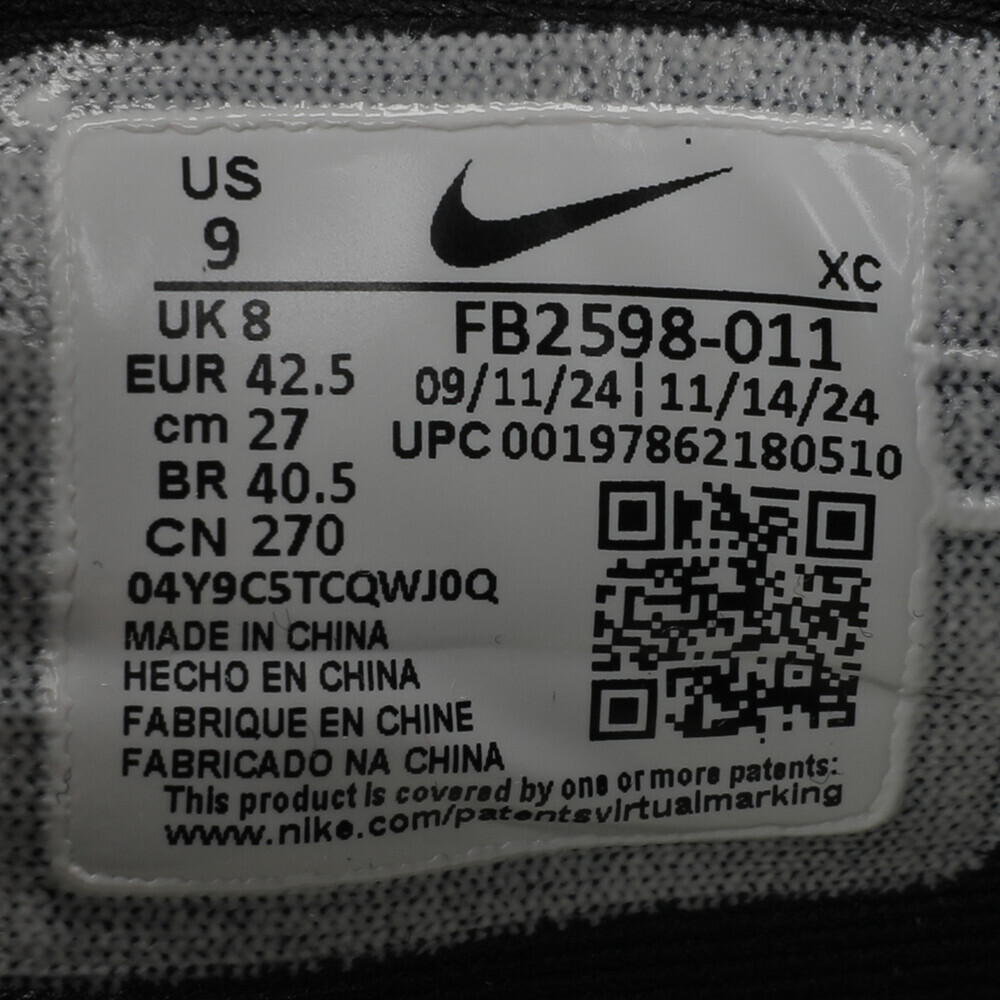 US
9
XC
UK 8
EUR 42.5
cm 27
BR 40.5
CN 270
FB2598-011
09/11/24 | 11/14/24
UPC 00197862180510
04Y9C5TCQWJ0Q
MADE IN CHINA
HECHO EN CHINA
FABRIQUE EN CHINE
FABRICADO NA CHINA
This product is covered by one or more patents:
www.nike.com/patentsvirtualmarking